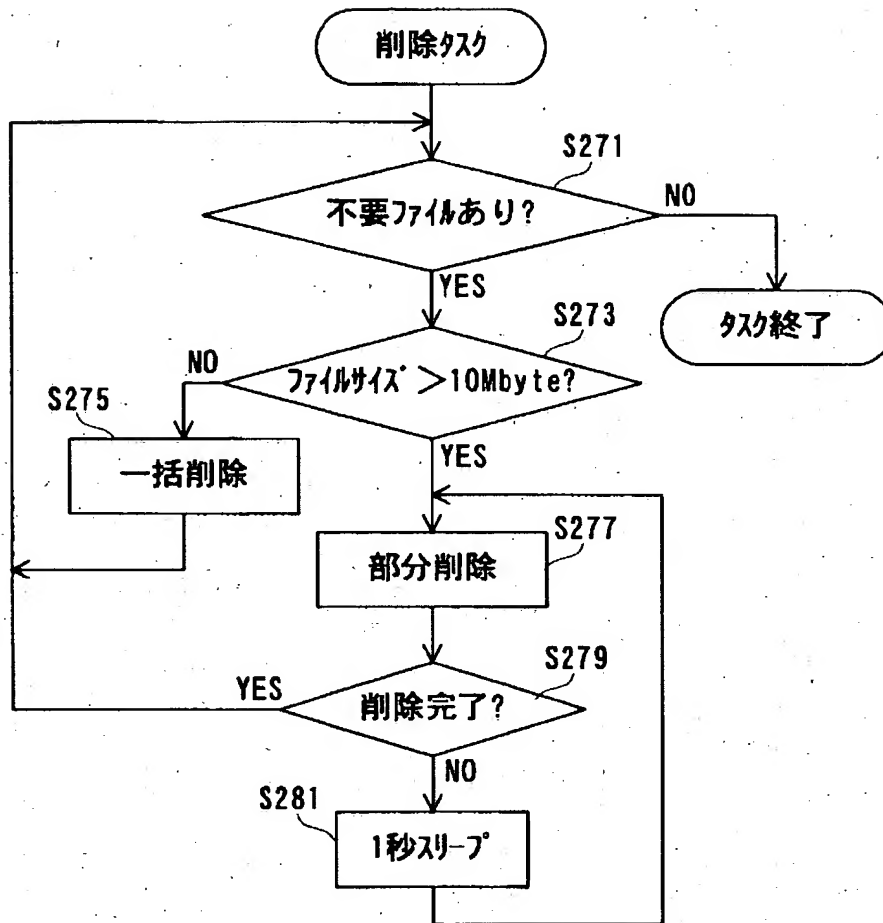 削除タスク
S271
不要ファイルあり?
NO
YES
タスク終了
S273
NO
ファイルサイズ>10Mbyte?
S275
YES
一括削除
S277
部分削除
S279
YES
削除完了?
NO
S281
1秒スリープ